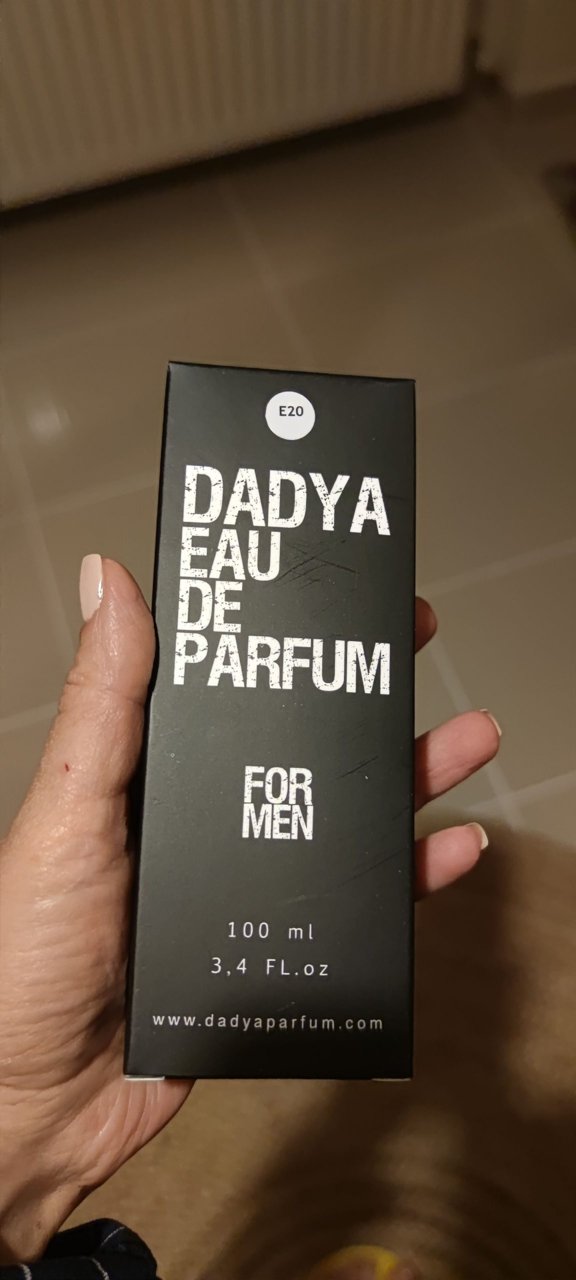 E20
DADYA
EAU
DE
PARFUM
FOR
MEN
100 ml
3,4 FL.oz
www.dadyaparfum.com